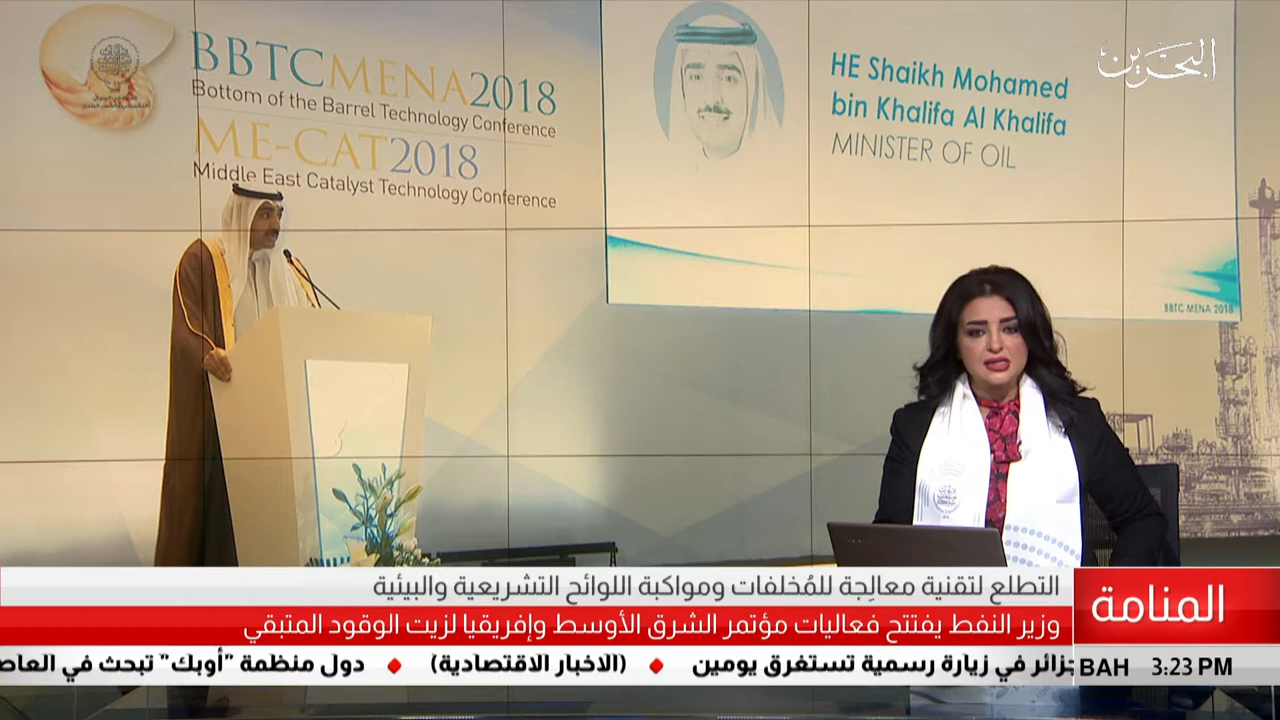 BBTCMENA2018
Bottom of the Barrel Technology Conference
ME-CAT2018
Middle East Catalyst Technology Conference
HE Shaikh Mohamed
bin Khalifa Al Khalifa
MINISTER OF OIL
BBTC MENA 2018
البحرين
التطلع لتقنية معالِجة للمُخلفات ومواكبة اللوائح التشريعية والبيئية
المنامة
وزير النفط يفتتح فعاليات مؤتمر الشرق الأوسط وإفريقيا لزيت الوقود المتبقي
BAH 3:23 PM
جزائر في زيارة رسمية تستغرق يومين ♦ (الاخبار الاقتصادية) ♦ دول منظمة "أوبك" تبحث في العاص